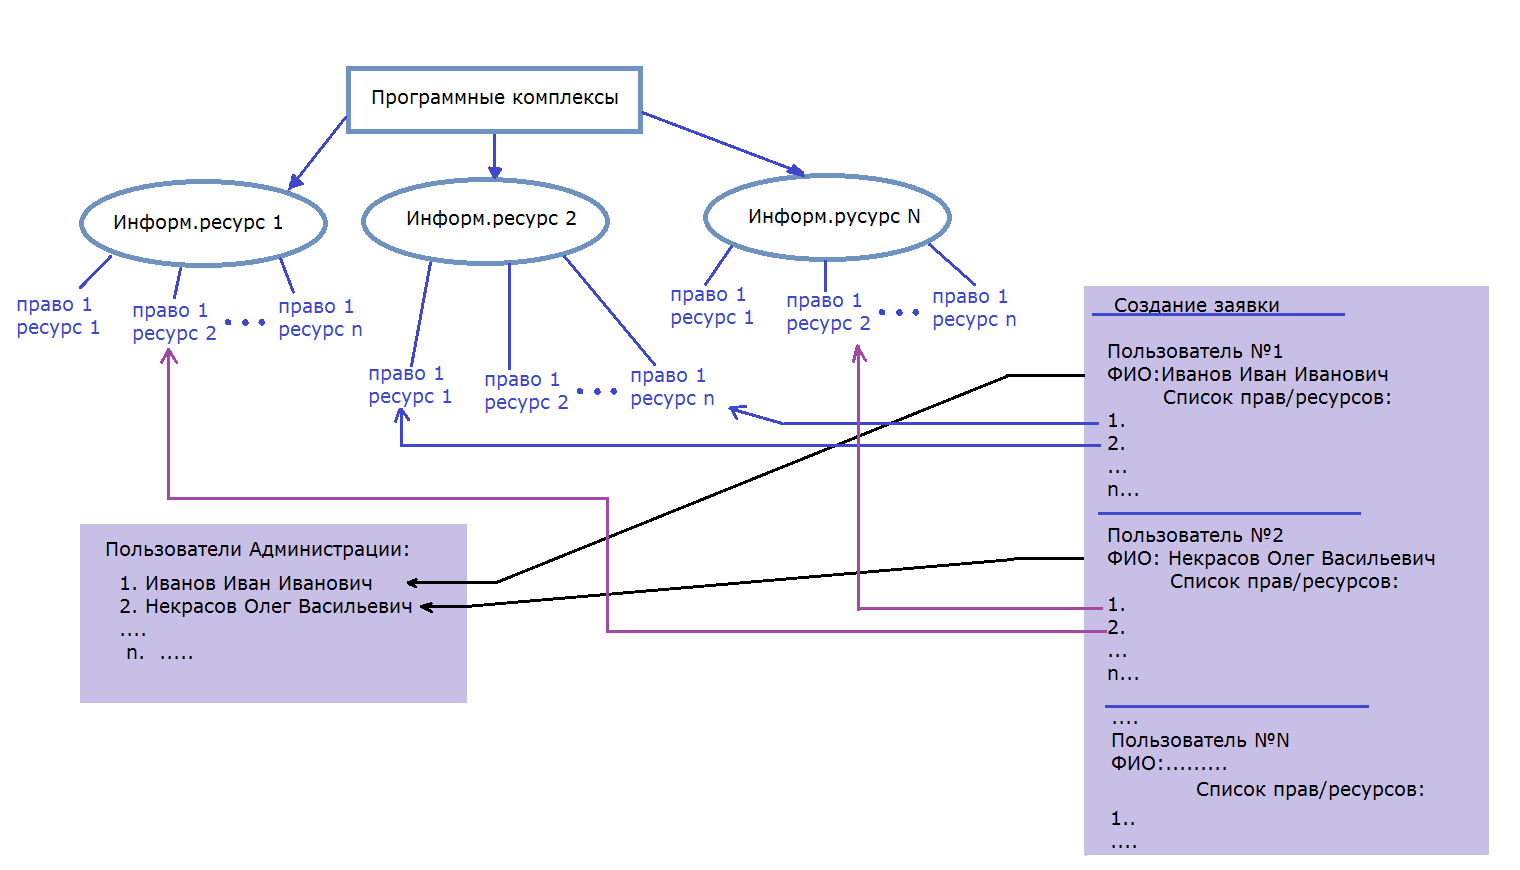 Программные комплексы
Информ.ресурс 1
Информ.ресурс 2
Информ.русурс N
право 1
ресурс 1
право 1
ресурс 2
право 1
ресурс n
право 1
ресурс 1
право 1
ресурс 2
право 1
ресурс n
право 1
ресурс 1
право 1
ресурс 2
право 1
ресурс n
Пользователи Администрации:
1. Иванов Иван Иванович
2. Некрасов Олег Васильевич
....
n. .....
Создание заявки
Пользователь №1
ФИО:Иванов Иван Иванович
Список прав/ресурсов:
1.
2.
...
n...
Пользователь №2
ФИО: Некрасов Олег Васильевич
Список прав/ресурсов:
1.
2.
...
n...
....
Пользователь №N
ФИО:.........
Список прав/ресурсов:
1..
....